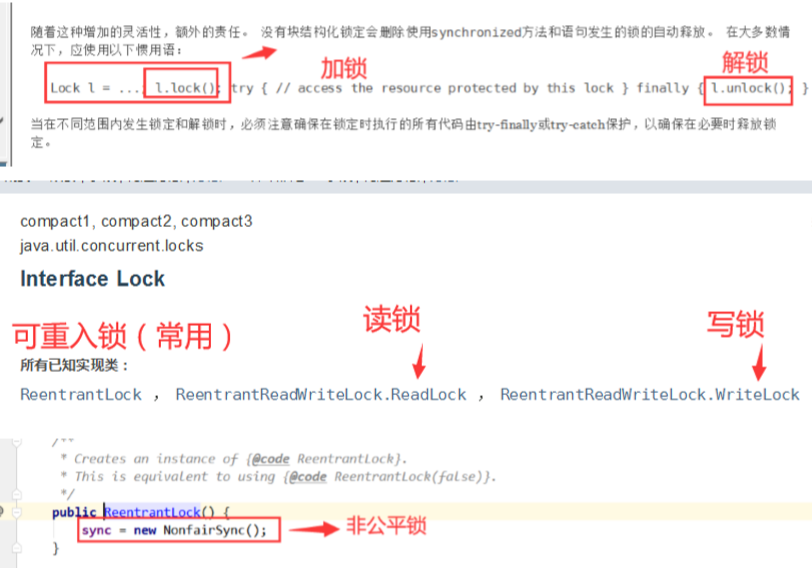 随着这种增加的灵活性，额外的责任。 没有块结构化锁定会删除使用synchronized方法和语句发生的锁的自动释放。 在大多数情
况下，应使用以下惯用语：
加锁
解锁
Lock l = ...; l.lock(); try { // access the resource protected by this lock } finally { l.unlock(); }
当在不同范围内发生锁定和解锁时，必须注意确保在锁定时执行的所有代码由try-finally或try-catch保护，以确保在必要时释放锁
定。
compact1, compact2, compact3
java.util.concurrent.locks
Interface Lock
可重入锁（常用）
读锁
写锁
所有已知实现类：
ReentrantLock ， ReentrantReadWriteLock.ReadLock ， ReentrantReadWriteLock.WriteLock
/**
* Creates an instance of {@code ReentrantLock}.
* This is equivalent to using {@code ReentrantLock(false)}.
*/
public ReentrantLock() {
sync = new NonfairSync();
非公平锁
}